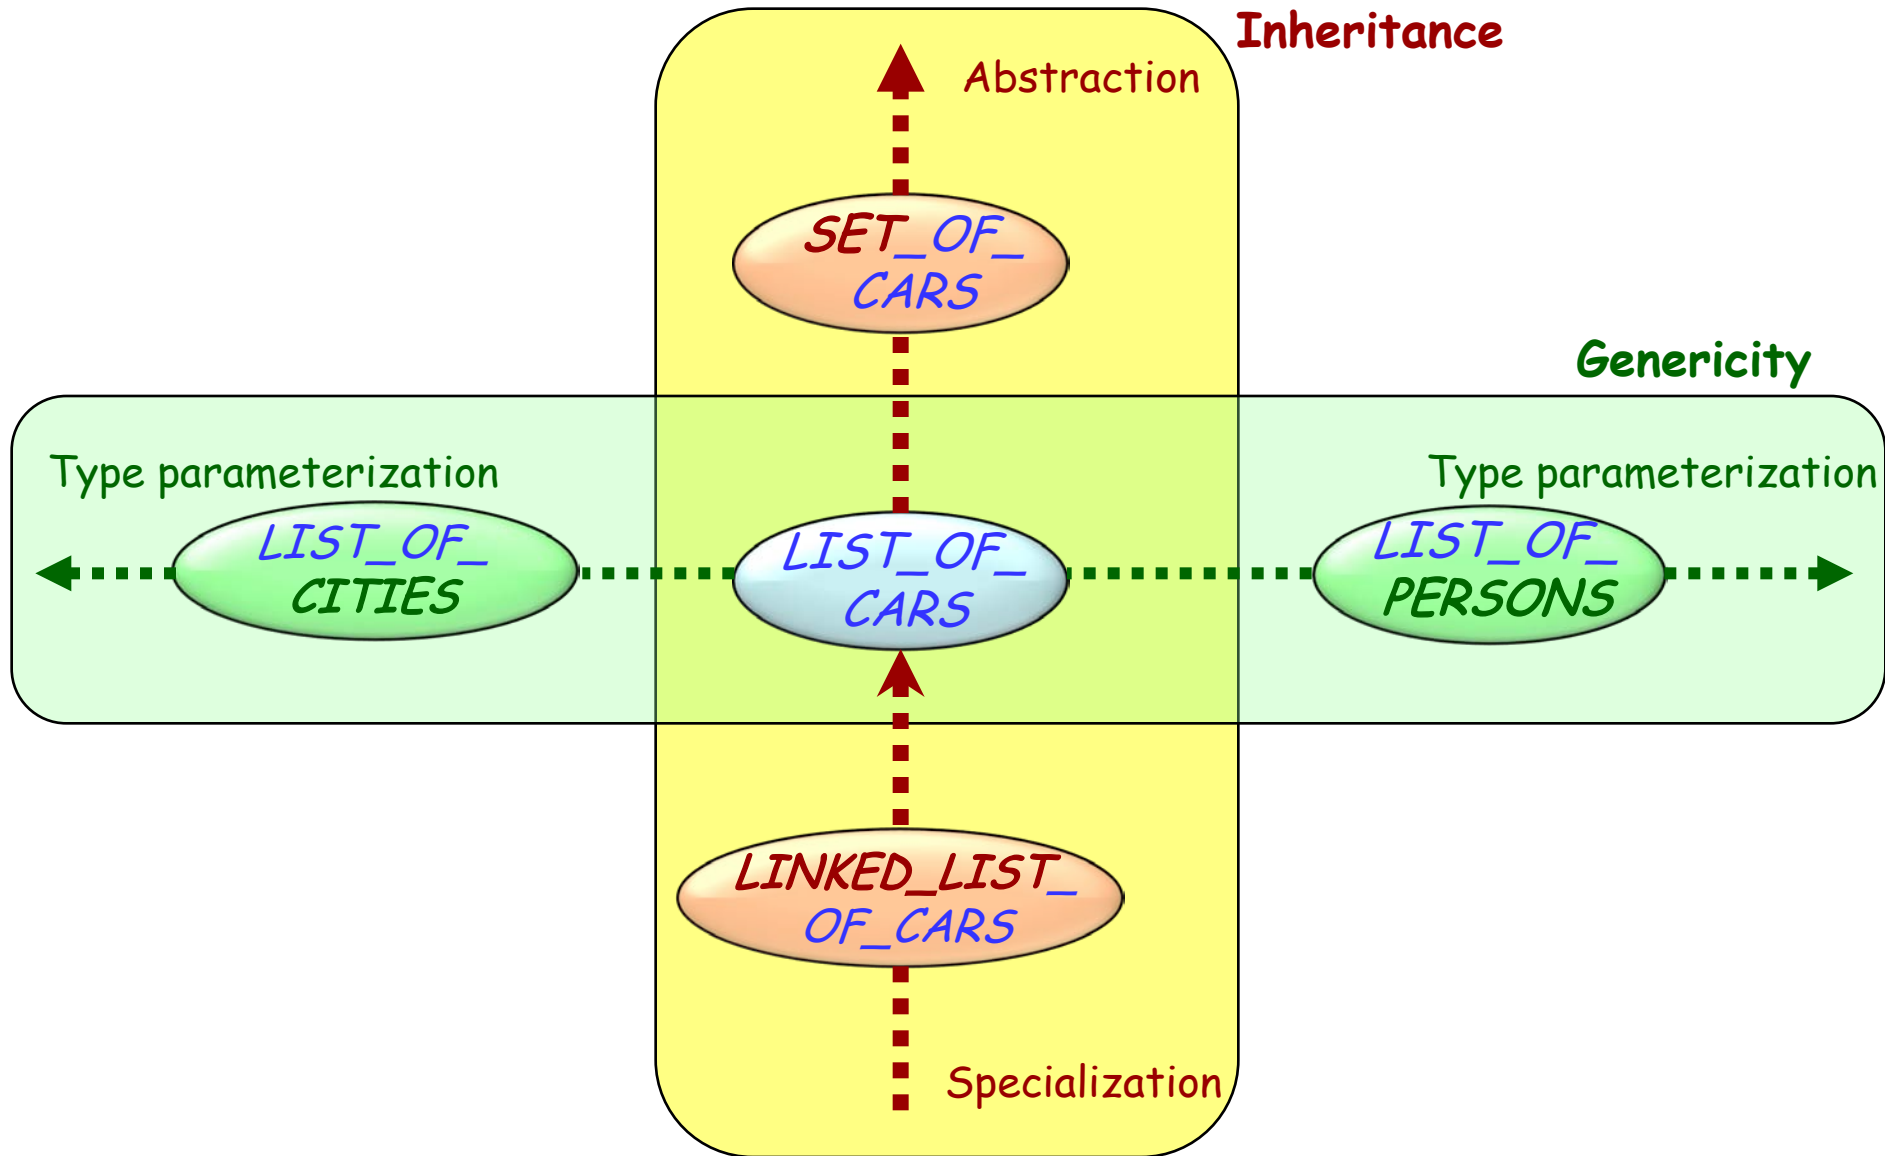 Inheritance
Abstraction
SET_OF_
CARS
Genericity
Type parameterization
Type parameterization
LIST_OF_
CITIES
LIST_OF_
CARS
LIST_OF_
PERSONS
LINKED_LIST_
OF_CARS
Specialization